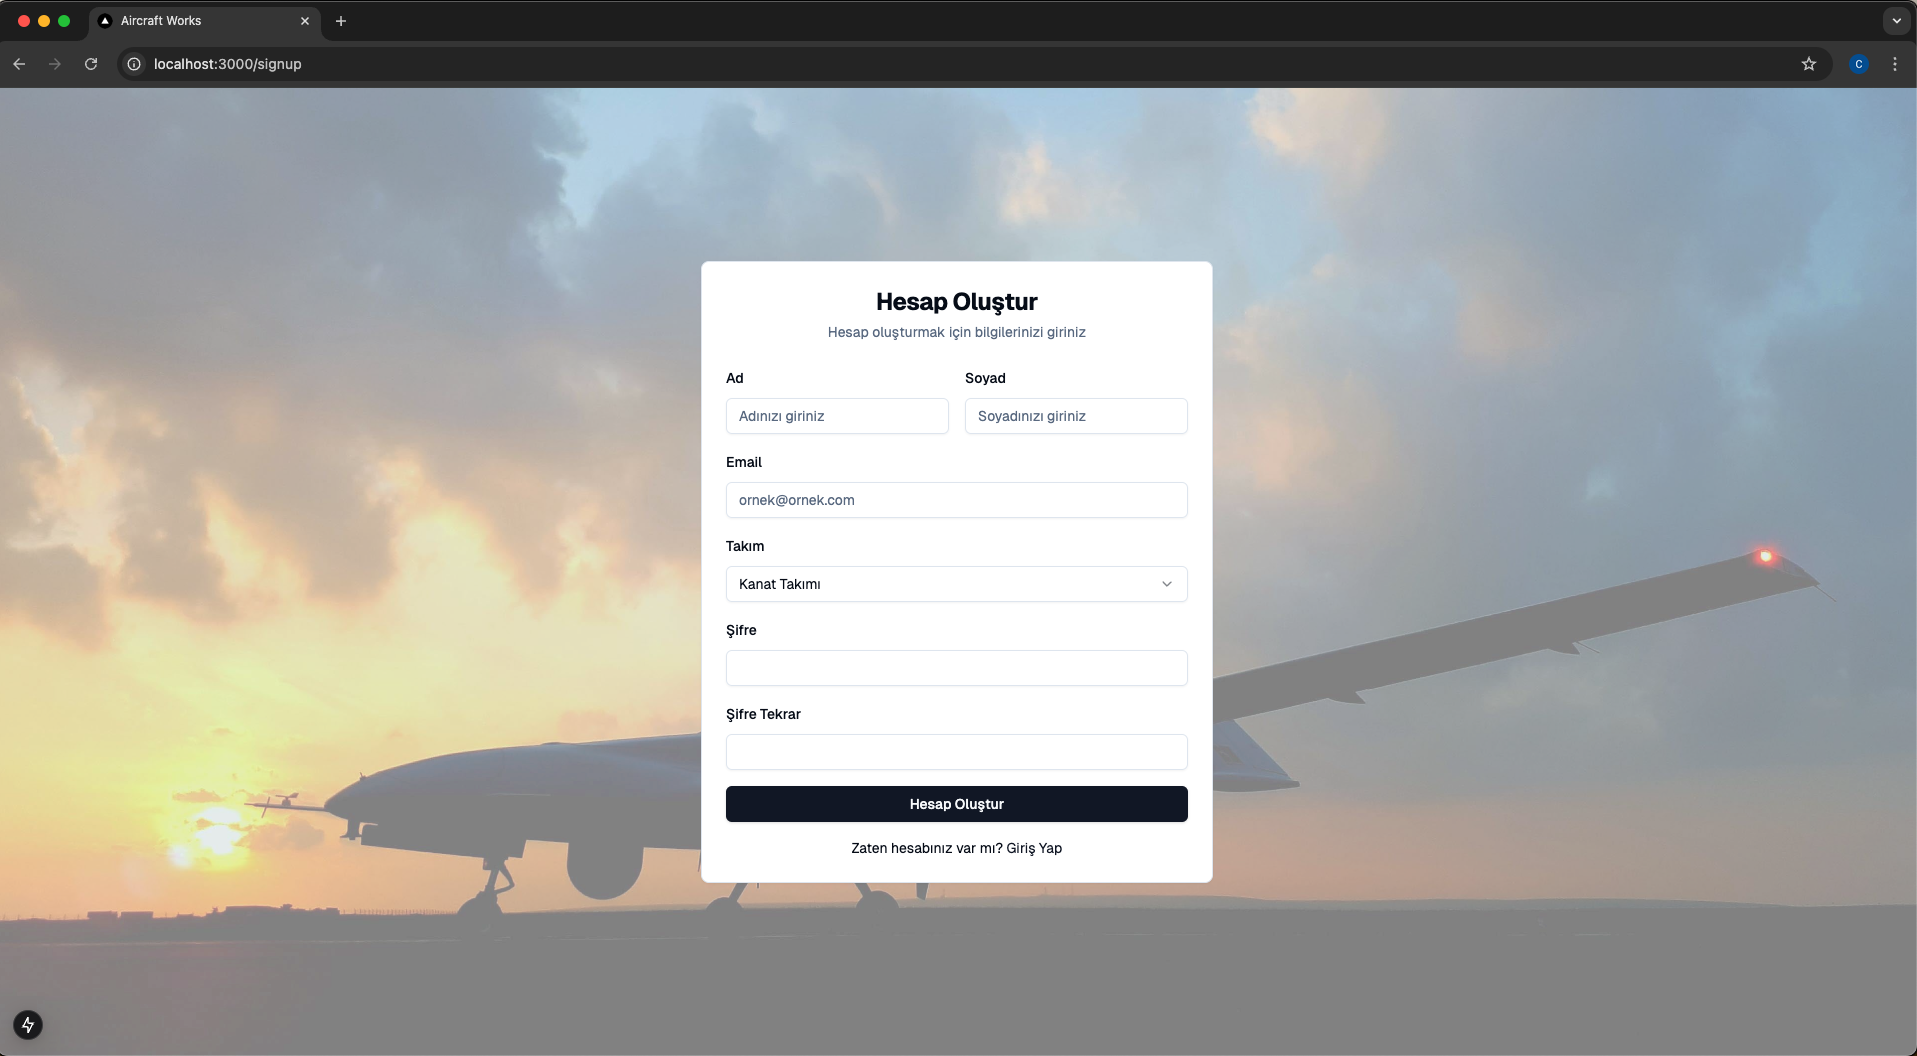 Aircraft Works
localhost:3000/signup
C
Hesap Oluştur
Hesap oluşturmak için bilgilerinizi giriniz
Ad
Soyad
Adınızı giriniz
Soyadınızı giriniz
Email
ornek@ornek.com
Takım
Kanat Takımı
Şifre
Şifre Tekrar
Hesap Oluştur
Zaten hesabınız var mı? Giriş Yap